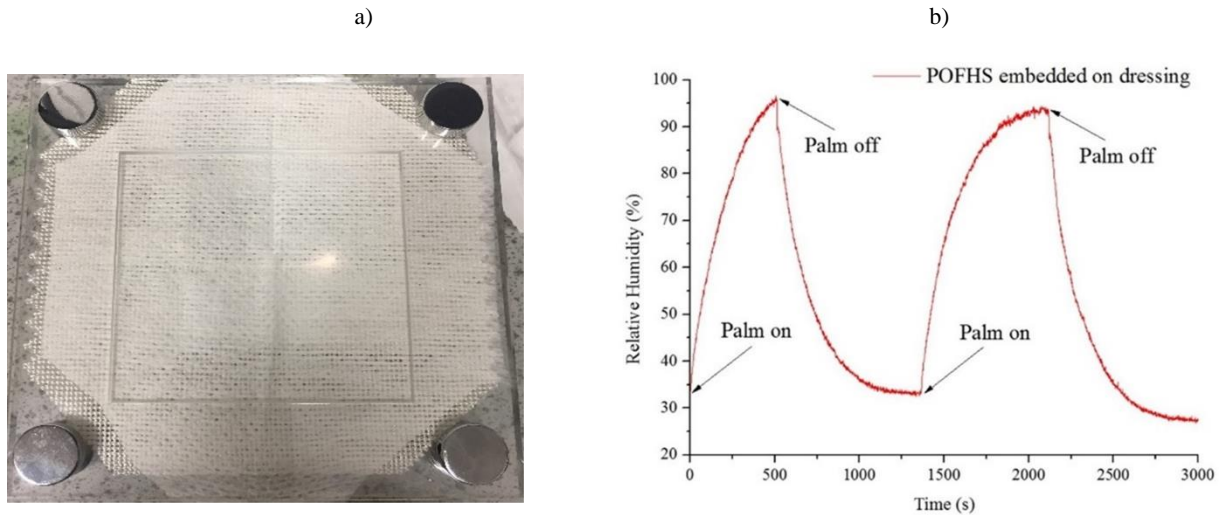 a)
b)
POFHS embedded on dressing
Palm off
Palm off
Palm on
Palm on
Relative Humidity (%)
100
90
80
70
60
50
40
30
20
0
500
1000
1500
2000
2500
3000
Time (s)